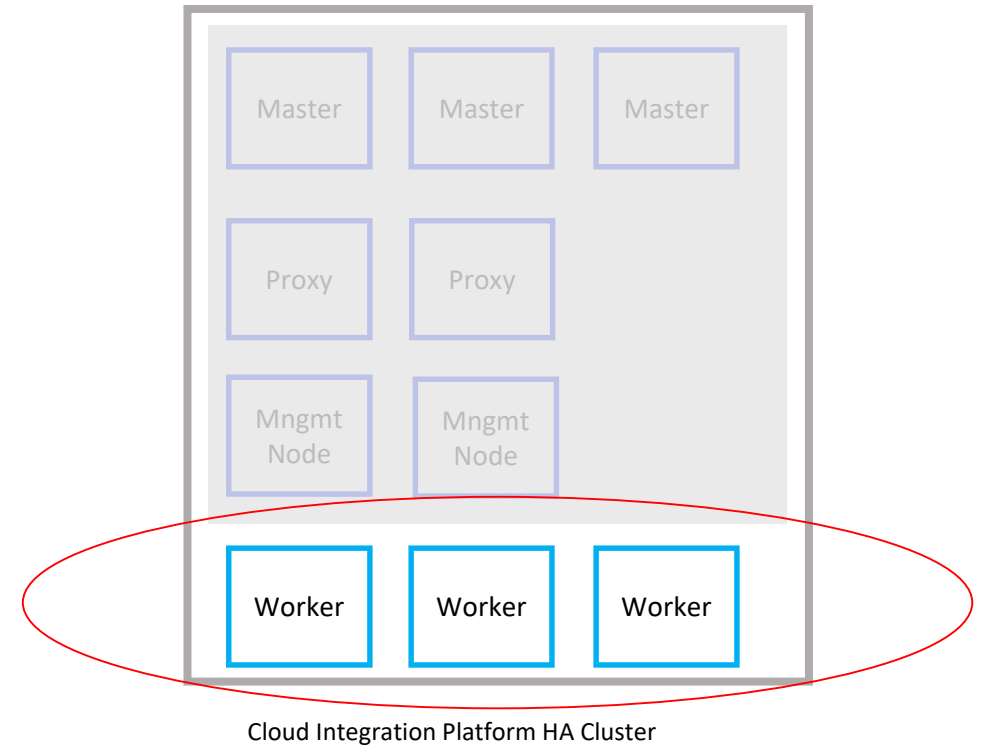 Master
Master
Master
Proxy
Proxy
Mngmt
Node
Mngmt
Node
Worker
Worker
Worker
Cloud Integration Platform HA Cluster